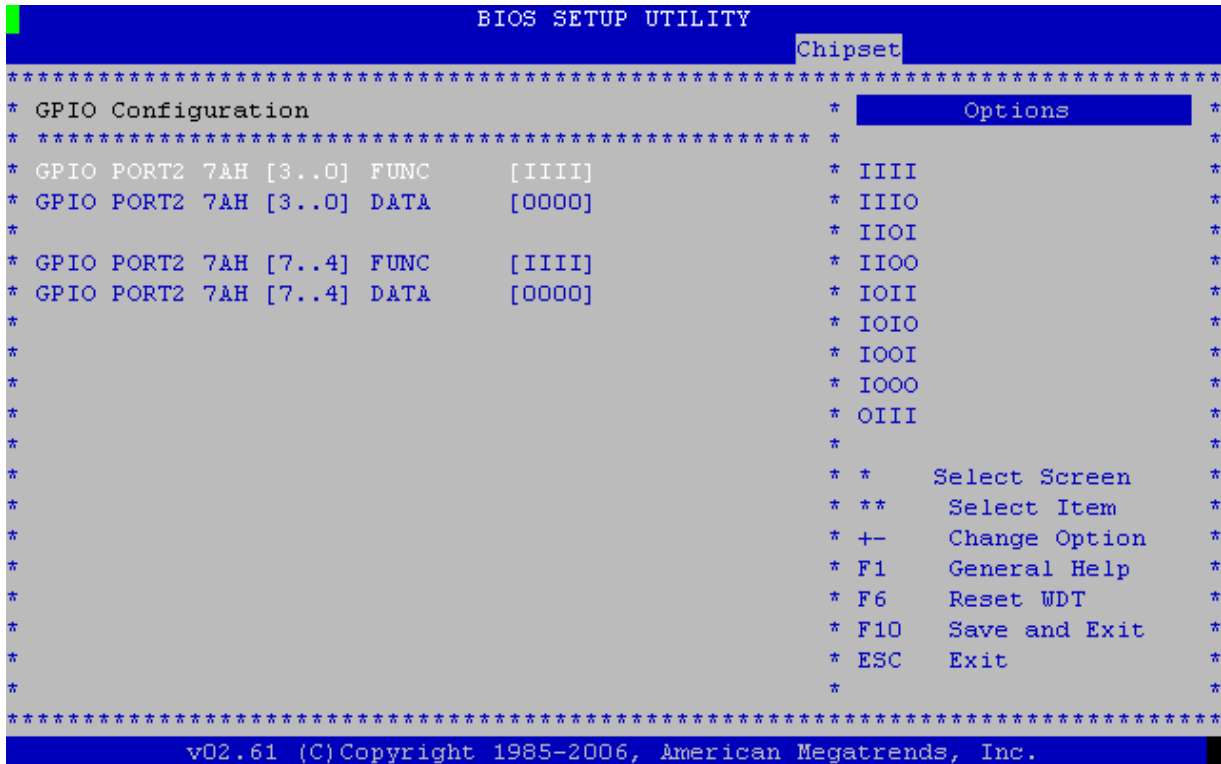 BIOS SETUP UTILITY
Chipset
********************************************************************************
* GPIO Configuration * Options *
* *************************************************** * *
* GPIO PORT2 7AH [3..0] FUNC [IIII] * IIII *
* GPIO PORT2 7AH [3..0] DATA [0000] * IIIO *
* * IIOI *
* GPIO PORT2 7AH [7..4] FUNC [IIII] * IIOO *
* GPIO PORT2 7AH [7..4] DATA [0000] * IOII *
* * IOIO *
* * IOOI *
* * IOOO *
* * OIII *
* * *
* * * Select Screen *
* * ** Select Item *
* * +- Change Option *
* * F1 General Help *
* * F6 Reset WDT *
* * F10 Save and Exit *
* * ESC Exit *
* * *
********************************************************************************
v02.61 (C)Copyright 1985-2006, American Megatrends, Inc.